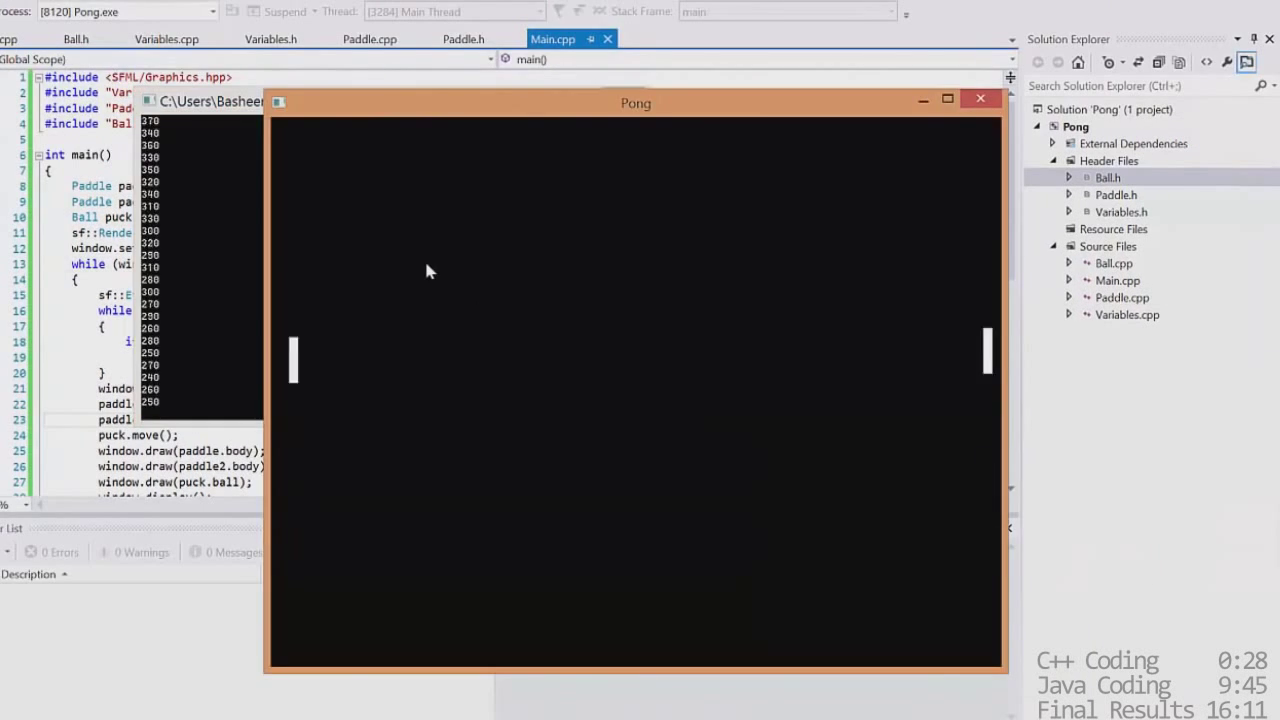 rocess: [8120] Pong.exe Suspend Thread: [3284] Main Thread Stack Frame: main
cpp Ball.h Variables.cpp Variables.h Paddle.cpp Paddle.h Main.cpp
Global Scope) main()
1 #include <SFML/Graphics.hpp>
2 #include "Var
3 #include "Pad
4 #include "Bal
5
6 int main()
7 {
8 Paddle pa
9 Paddle pa
10 Ball puck
11 sf::Rende
12 window.se
13 while (wi
14 {
15 sf::E
16 while
17 {
18 i
19
20 }
21 windo
22 paddl
23 paddl
24 puck.move();
25 window.draw(paddle.body);
26 window.draw(paddle2.body)
27 window.draw(puck.ball);
window.display();
%
r List
0 Errors 0 Warnings 0 Messages
Description
C:\Users\Basheer
370
340
360
330
350
320
340
310
330
300
320
290
310
280
300
270
290
260
280
250
270
240
260
250
Pong
Solution Explorer
Search Solution Explorer (Ctrl+;)
Solution 'Pong' (1 project)
Pong
External Dependencies
Header Files
Ball.h
Paddle.h
Variables.h
Resource Files
Source Files
Ball.cpp
Main.cpp
Paddle.cpp
Variables.cpp
C++ Coding 0:28
Java Coding 9:45
Final Results 16:11